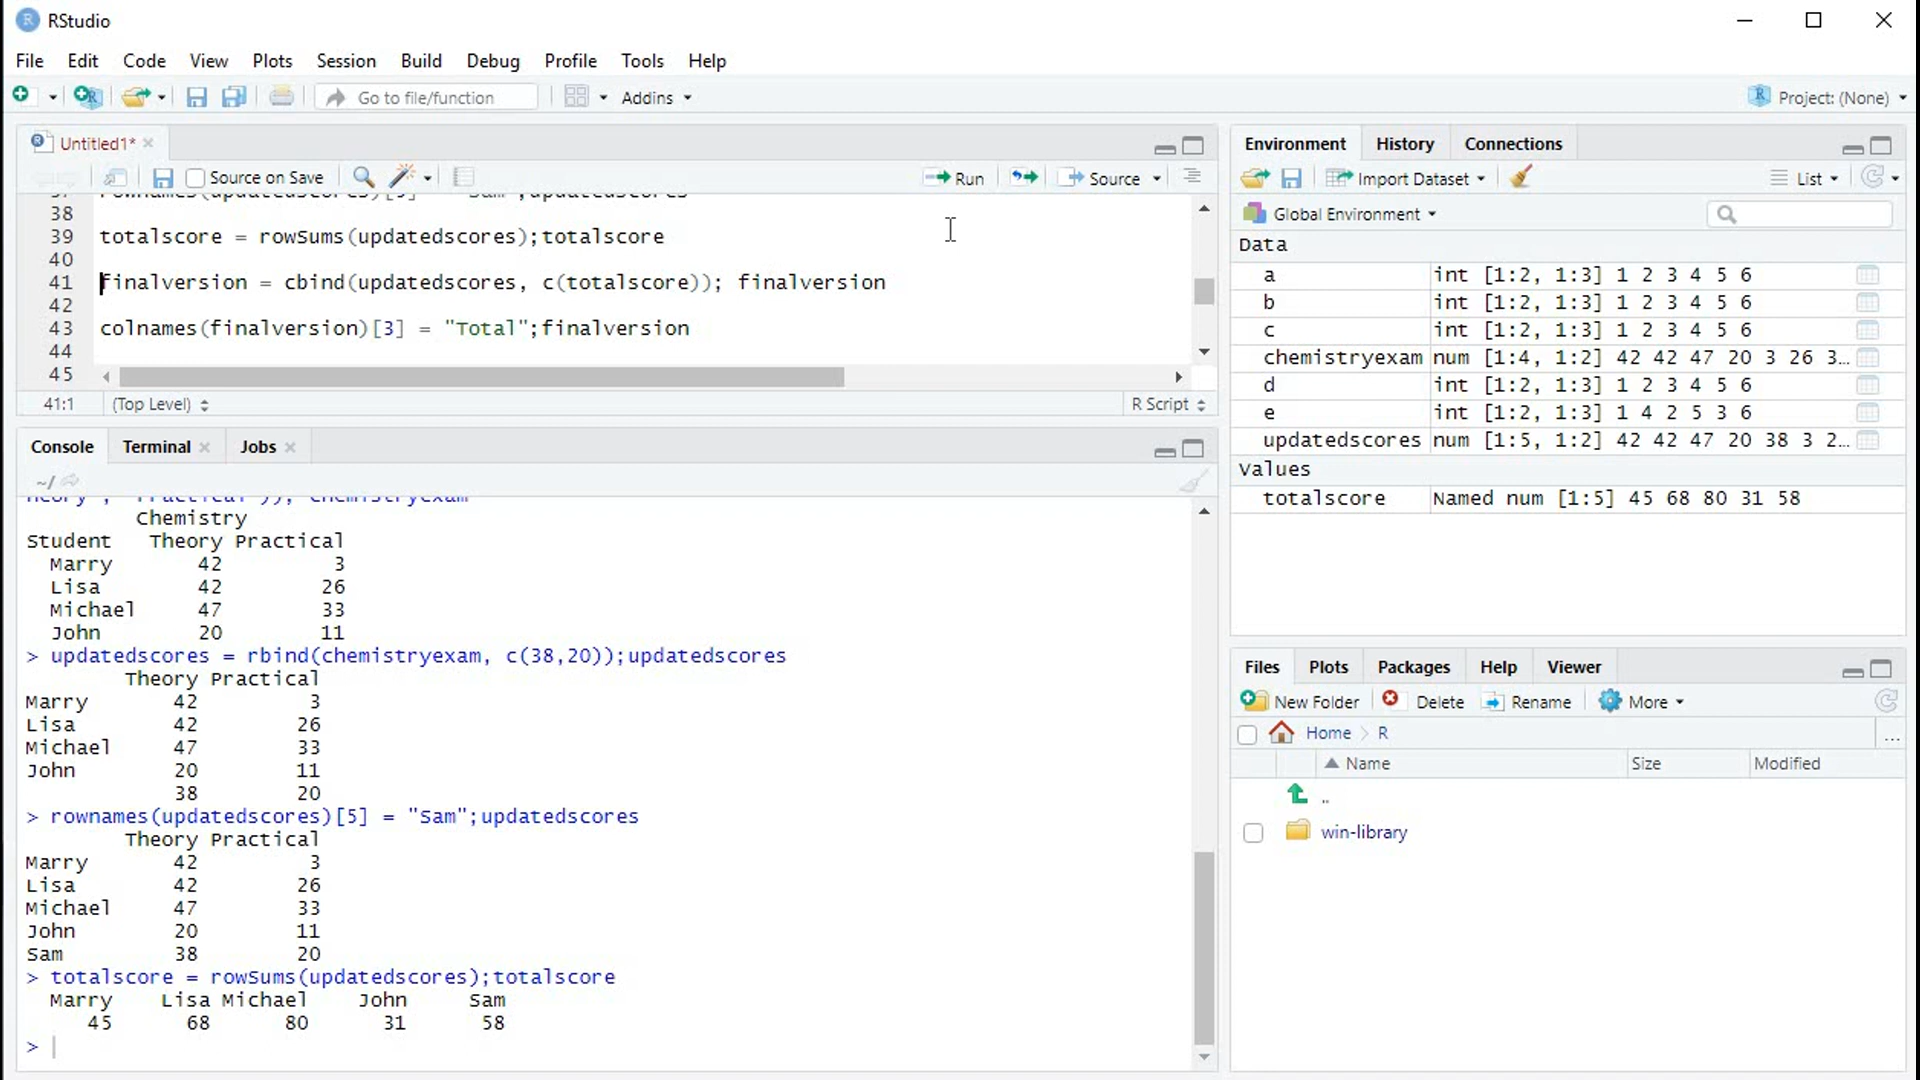 RStudio
File Edit Code View Plots Session Build Debug Profile Tools Help
Go to file/function Addins Project: (None)
Untitled1*
Source on Save Run Source
38
39 totalscore = rowSums(updatedscores);totalscore
40
41 finalversion = cbind(updatedscores, c(totalscore)); finalversion
42
43 colnames(finalversion)[3] = "Total";finalversion
44
45
41:1 (Top Level) R Script
Console Terminal Jobs
~/
Chemistry
Student Theory Practical
Marry 42 3
Lisa 42 26
Michael 47 33
John 20 11
> updatedscores = rbind(chemistryexam, c(38,20));updatedscores
Theory Practical
Marry 42 3
Lisa 42 26
Michael 47 33
John 20 11
38 20
> rownames(updatedscores)[5] = "Sam";updatedscores
Theory Practical
Marry 42 3
Lisa 42 26
Michael 47 33
John 20 11
Sam 38 20
> totalscore = rowSums(updatedscores);totalscore
Marry Lisa Michael John Sam
45 68 80 31 58
>
Environment History Connections
Import Dataset List
Global Environment
Data
a int [1:2, 1:3] 1 2 3 4 5 6
b int [1:2, 1:3] 1 2 3 4 5 6
c int [1:2, 1:3] 1 2 3 4 5 6
chemistryexam num [1:4, 1:2] 42 42 47 20 3 26 3…
d int [1:2, 1:3] 1 2 3 4 5 6
e int [1:2, 1:3] 1 4 2 5 3 6
updatedscores num [1:5, 1:2] 42 42 47 20 38 3 2…
Values
totalscore Named num [1:5] 45 68 80 31 58
Files Plots Packages Help Viewer
New Folder Delete Rename More
Home R ...
Name Size Modified
..
win-library